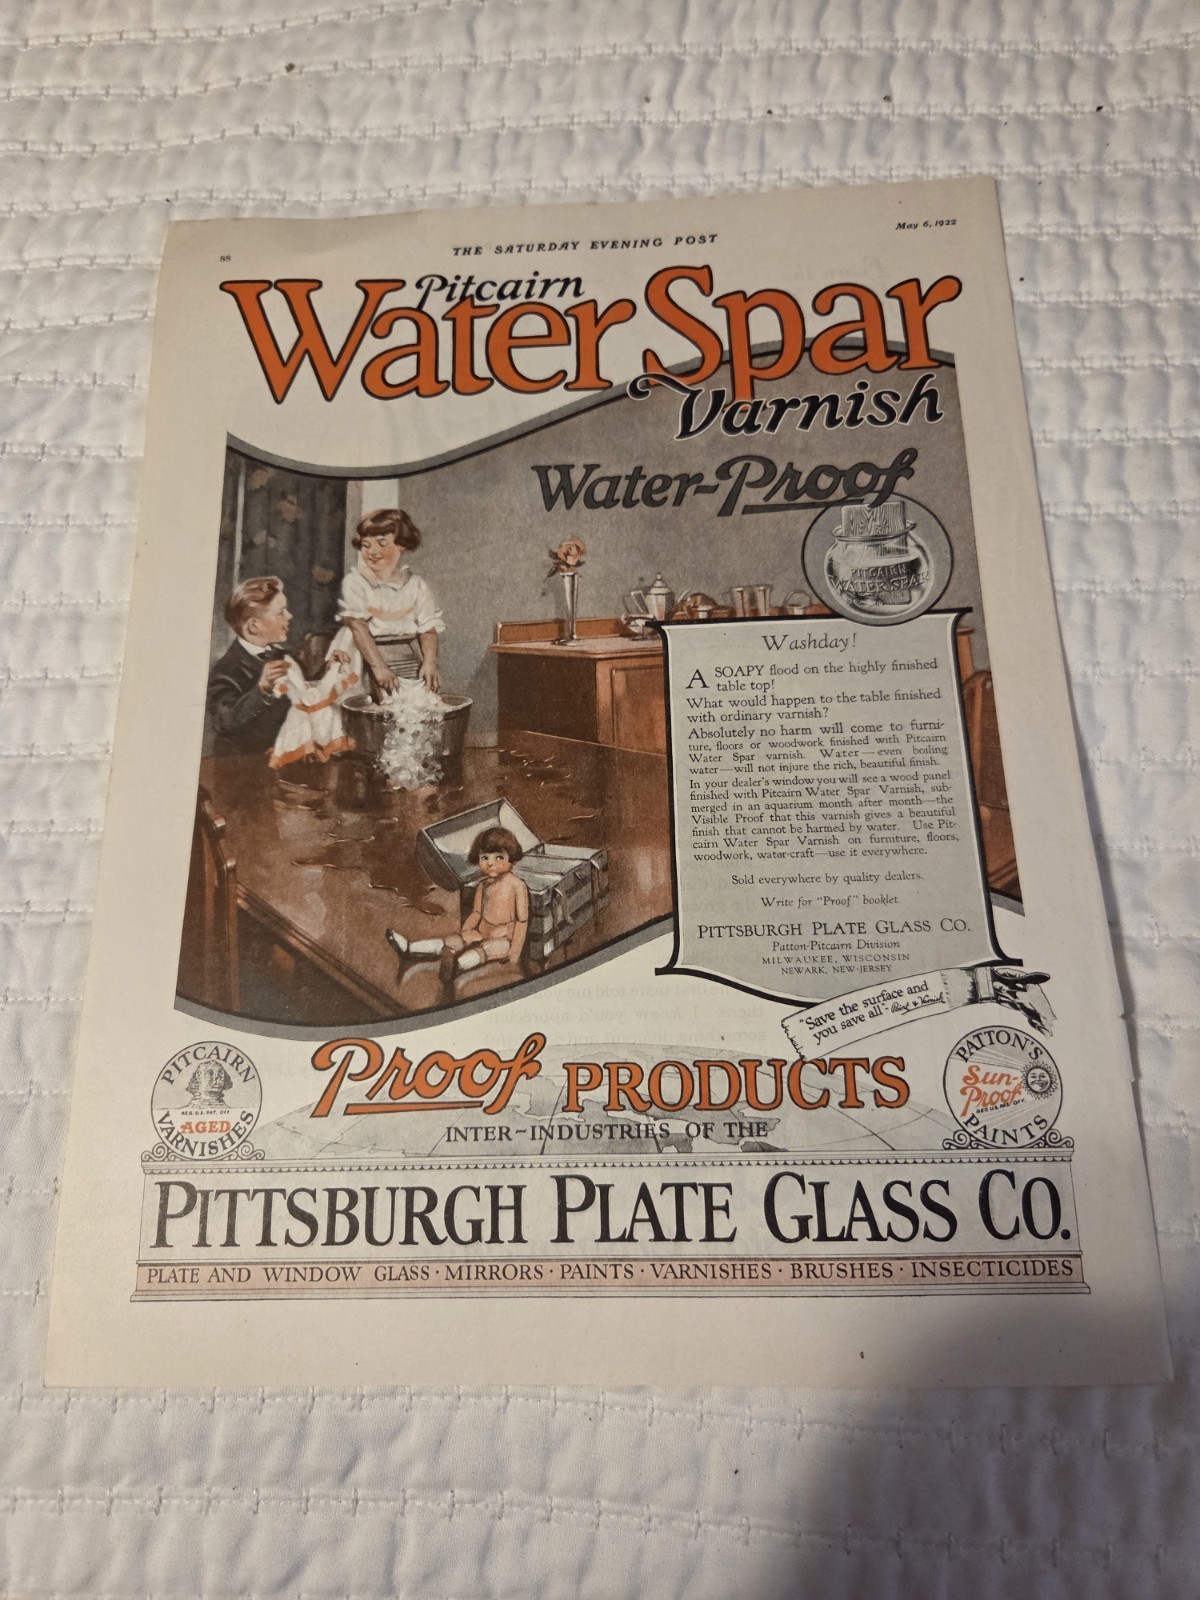 88
THE SATURDAY EVENING POST
May 6, 1922
Pitcairn
Water Spar
Varnish
Water-Proof
PITCAIRN
WATER SPAR
Washday!
A SOAPY flood on the highly finished
table top!
What would happen to the table finished
with ordinary varnish?
Absolutely no harm will come to furni-
ture, floors or woodwork finished with Pitcairn
Water Spar varnish. Water—even boiling
water—will not injure the rich, beautiful finish.
In your dealer's window you will see a wood panel
finished with Pitcairn Water Spar Varnish, sub-
merged in an aquarium month after month—the
Visible Proof that this varnish gives a beautiful
finish that cannot be harmed by water. Use Pit-
cairn Water Spar Varnish on furniture, floors,
woodwork, water-craft—use it everywhere.
Sold everywhere by quality dealers.
Write for "Proof" booklet.
PITTSBURGH PLATE GLASS CO.
Patton-Pitcairn Division
MILWAUKEE, WISCONSIN
NEWARK, NEW-JERSEY
"Save the surface and
you save all"-Paint & Varnish
PITCAIRN
REG. U.S. PAT. OFF.
AGED
VARNISHES
Proof PRODUCTS
INTER-INDUSTRIES OF THE
PATTON'S
Sun-
Proof
REG U.S. PAT. OFF.
PAINTS
PITTSBURGH PLATE GLASS CO.
PLATE AND WINDOW GLASS · MIRRORS · PAINTS · VARNISHES · BRUSHES · INSECTICIDES